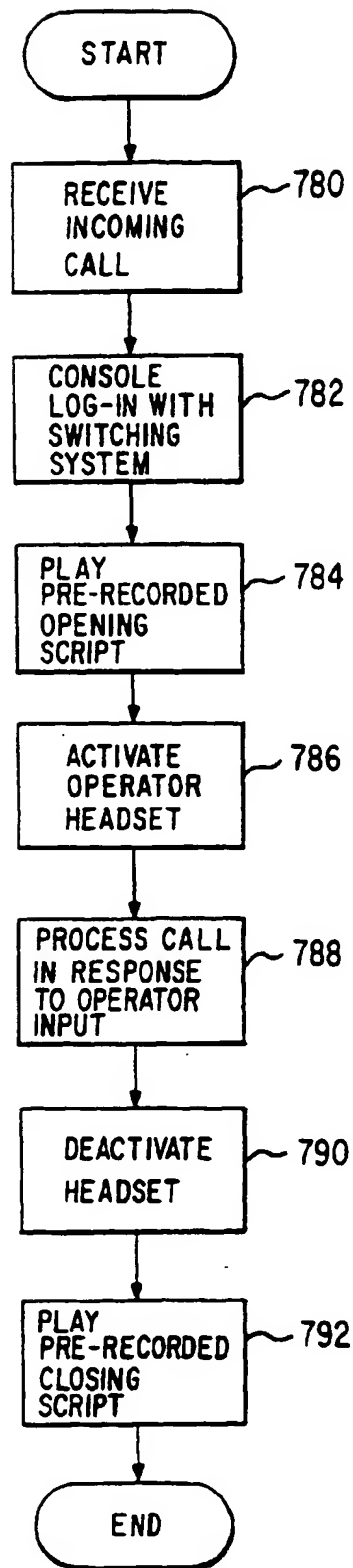 START
RECEIVE
INCOMING
CALL
780
CONSOLE
LOG-IN WITH
SWITCHING
SYSTEM
782
PLAY
PRE-RECORDED
OPENING
SCRIPT
784
ACTIVATE
OPERATOR
HEADSET
786
PROCESS CALL
IN RESPONSE
TO OPERATOR
INPUT
788
DEACTIVATE
HEADSET
790
PLAY
PRE-RECORDED
CLOSING
SCRIPT
792
END